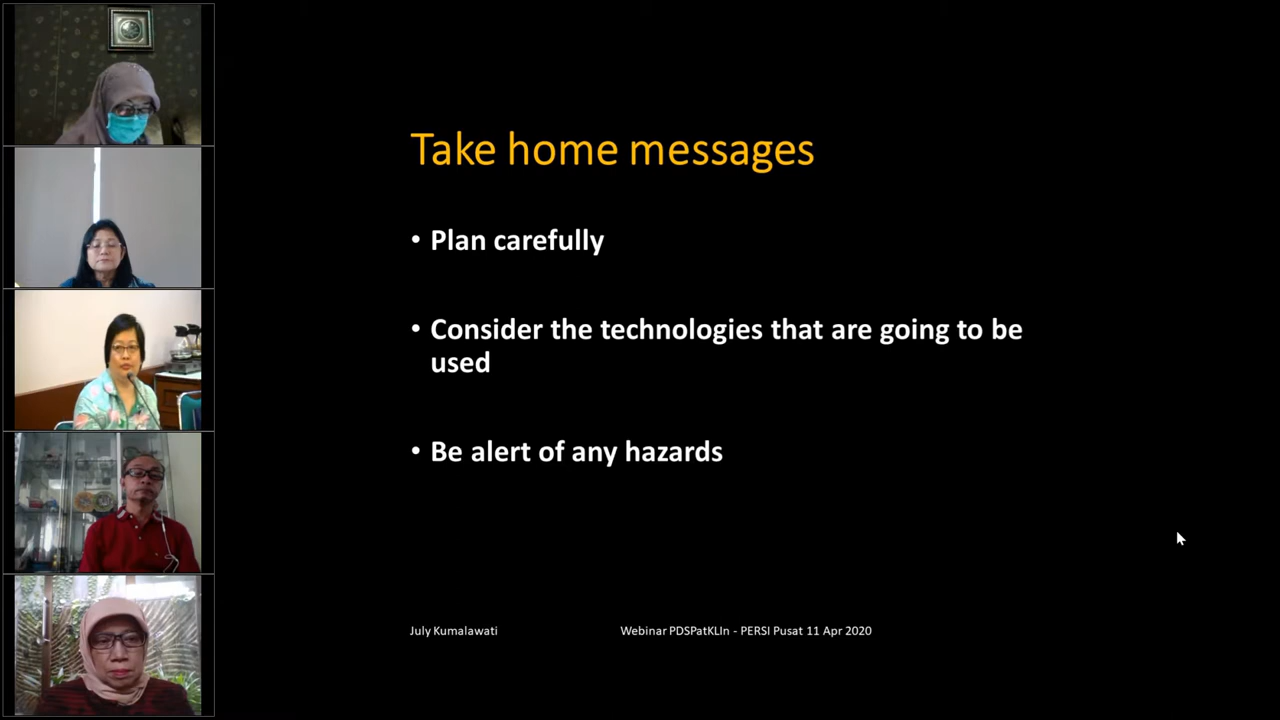 Take home messages
• Plan carefully
• Consider the technologies that are going to be
used
• Be alert of any hazards
July Kumalawati
Webinar PDSPatKLIn - PERSI Pusat 11 Apr 2020